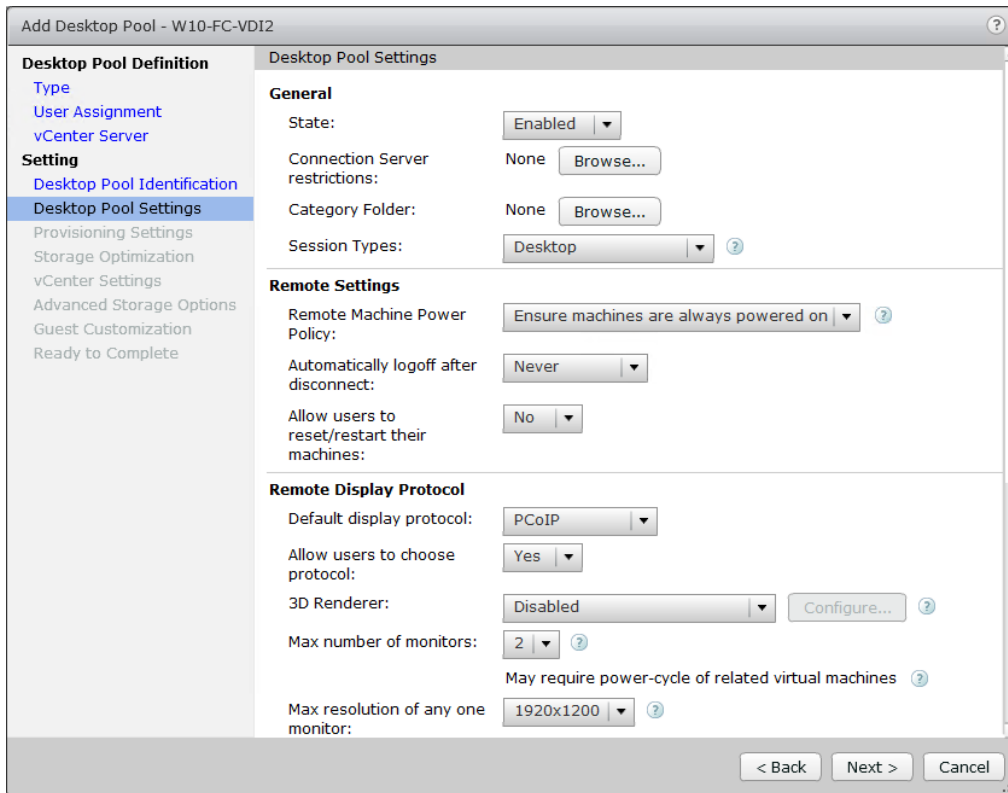 Add Desktop Pool - W10-FC-VDI2
?
Desktop Pool Definition
Type
User Assignment
vCenter Server
Setting
Desktop Pool Identification
Desktop Pool Settings
Provisioning Settings
Storage Optimization
vCenter Settings
Advanced Storage Options
Guest Customization
Ready to Complete
Desktop Pool Settings
General
State:
Enabled
Connection Server
restrictions:
None
Browse...
Category Folder:
None
Browse...
Session Types:
Desktop
?
Remote Settings
Remote Machine Power
Policy:
Ensure machines are always powered on
?
Automatically logoff after
disconnect:
Never
Allow users to
reset/restart their
machines:
No
Remote Display Protocol
Default display protocol:
PCoIP
Allow users to choose
protocol:
Yes
3D Renderer:
Disabled
Configure...
?
Max number of monitors:
2
?
May require power-cycle of related virtual machines
?
Max resolution of any one
monitor:
1920x1200
?
< Back
Next >
Cancel